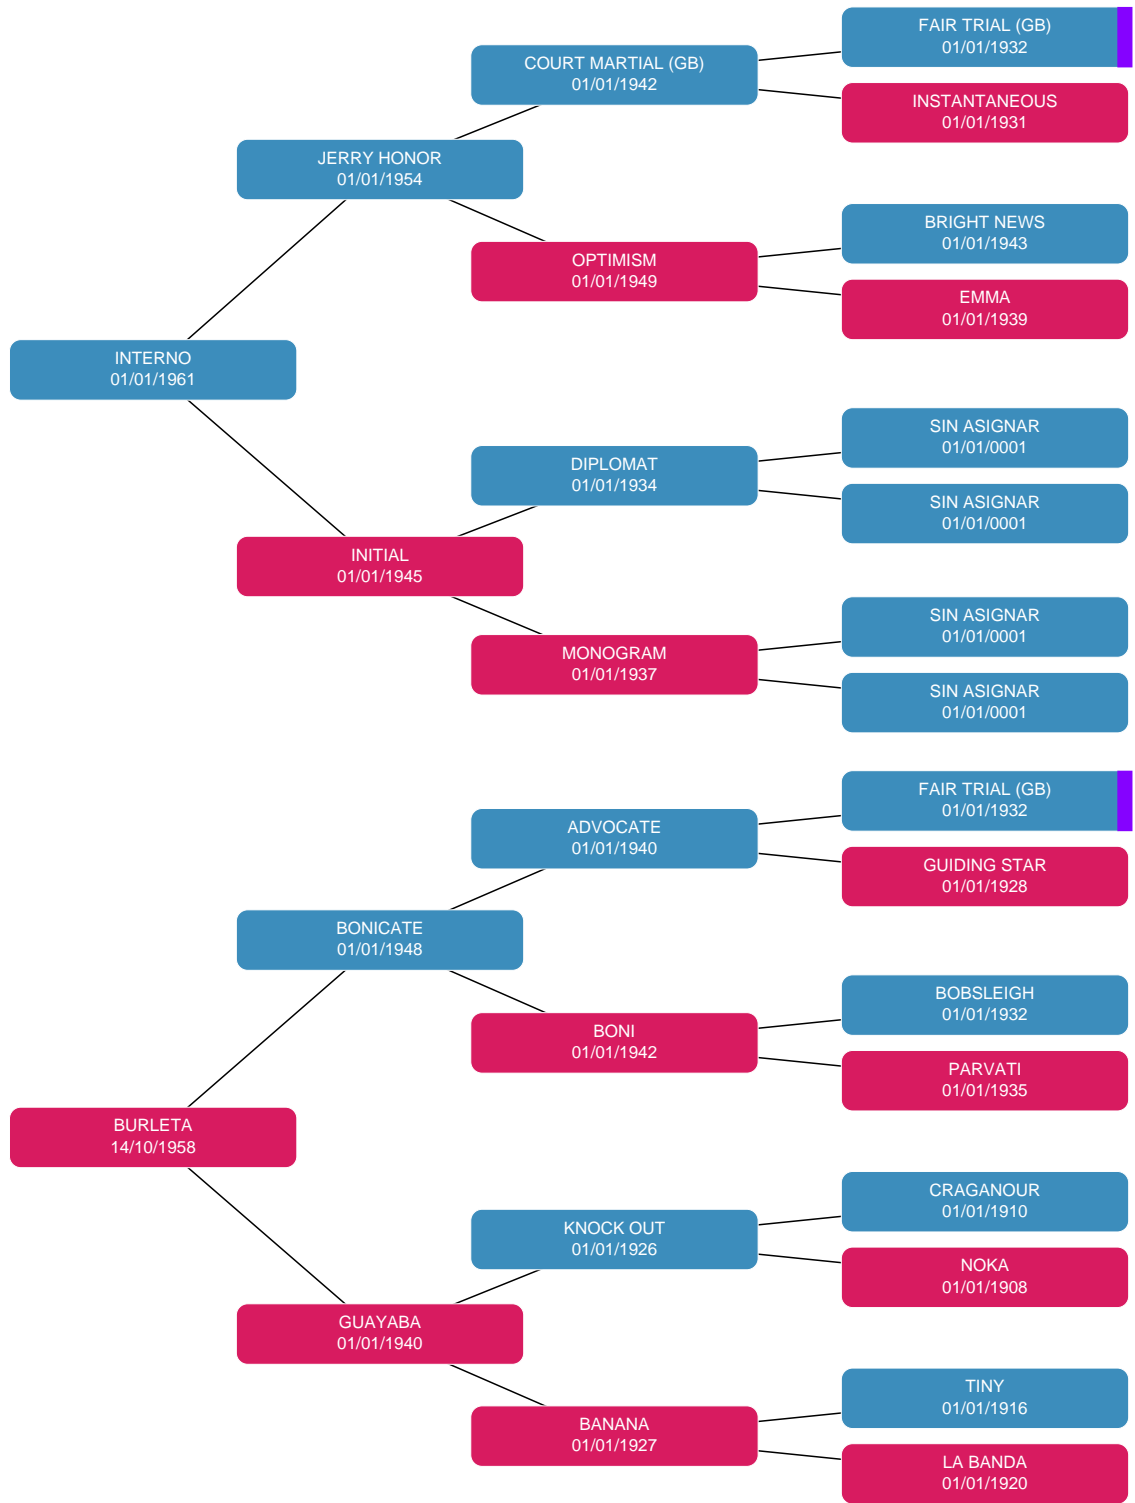 FAIR TRIAL (GB)
01/01/1932
COURT MARTIAL (GB)
01/01/1942
INSTANTANEOUS
01/01/1931
JERRY HONOR
01/01/1954
BRIGHT NEWS
01/01/1943
OPTIMISM
01/01/1949
EMMA
01/01/1939
INTERNO
01/01/1961
SIN ASIGNAR
01/01/0001
DIPLOMAT
01/01/1934
SIN ASIGNAR
01/01/0001
INITIAL
01/01/1945
SIN ASIGNAR
01/01/0001
MONOGRAM
01/01/1937
SIN ASIGNAR
01/01/0001
FAIR TRIAL (GB)
01/01/1932
ADVOCATE
01/01/1940
GUIDING STAR
01/01/1928
BONICATE
01/01/1948
BOBSLEIGH
01/01/1932
BONI
01/01/1942
PARVATI
01/01/1935
BURLETA
14/10/1958
CRAGANOUR
01/01/1910
KNOCK OUT
01/01/1926
NOKA
01/01/1908
GUAYABA
01/01/1940
TINY
01/01/1916
BANANA
01/01/1927
LA BANDA
01/01/1920